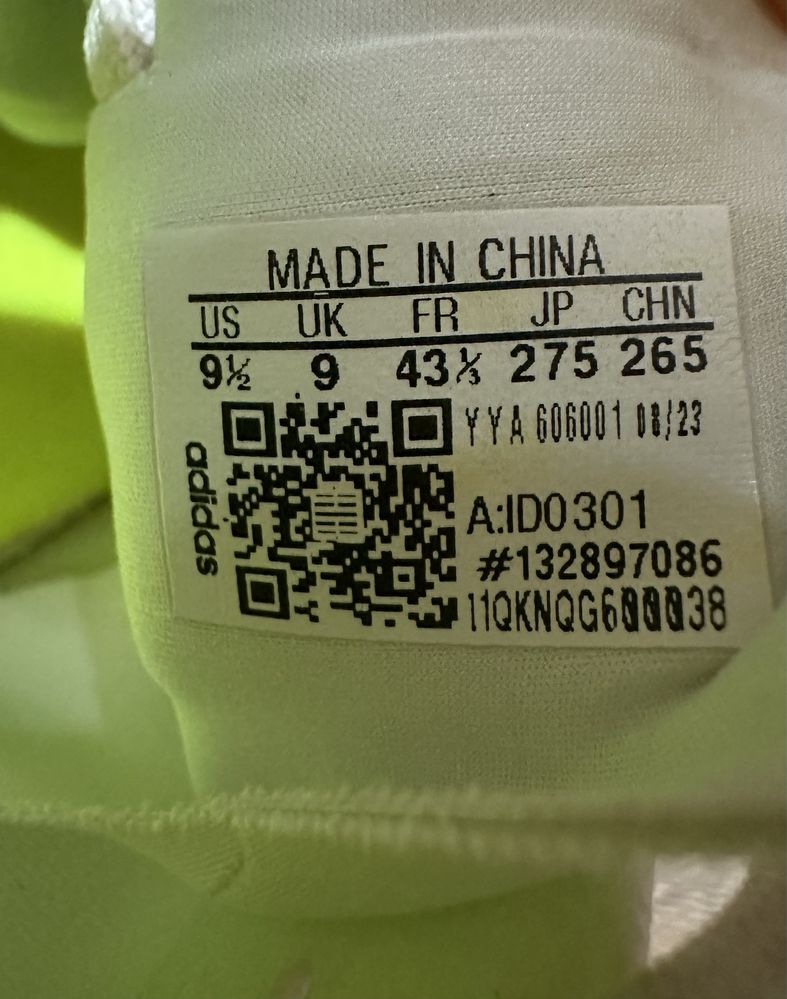 MADE IN CHINA
US UK FR JP CHN
9½ 9 43⅓ 275 265
YYA 606001 08/23
adidas
A:ID0301
#132897086
11QKNQG600038